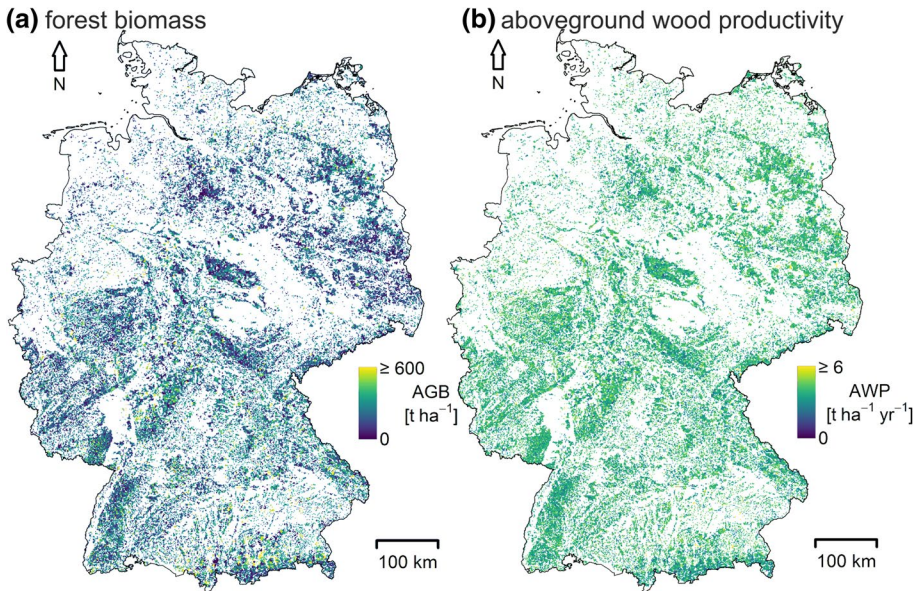 (a) forest biomass
N
≥ 600
AGB
[t ha⁻¹]
0
100 km
(b) aboveground wood productivity
N
≥ 6
AWP
[t ha⁻¹ yr⁻¹]
0
100 km